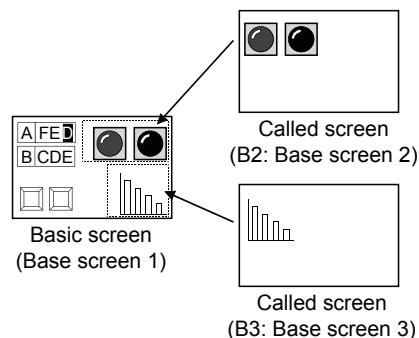 Called screen
(B2: Base screen 2)
A FED
B CDE
Basic screen
(Base screen 1)
Called screen
(B3: Base screen 3)